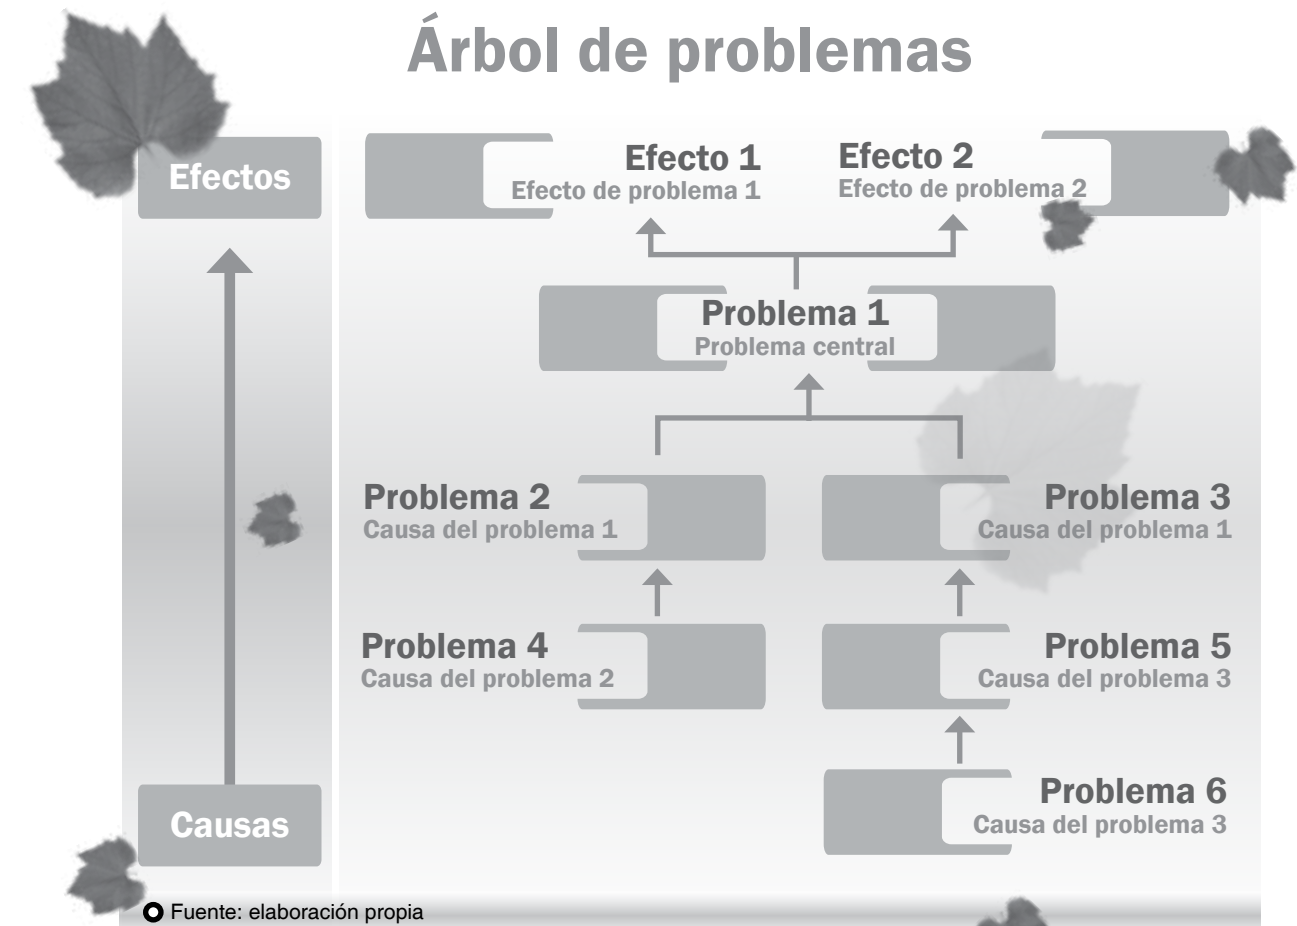 Árbol de problemas
Efectos
Efecto 1
Efecto de problema 1
Efecto 2
Efecto de problema 2
Problema 1
Problema central
Problema 2
Causa del problema 1
Problema 3
Causa del problema 1
Problema 4
Causa del problema 2
Problema 5
Causa del problema 3
Problema 6
Causa del problema 3
Causas
Fuente: elaboración propia